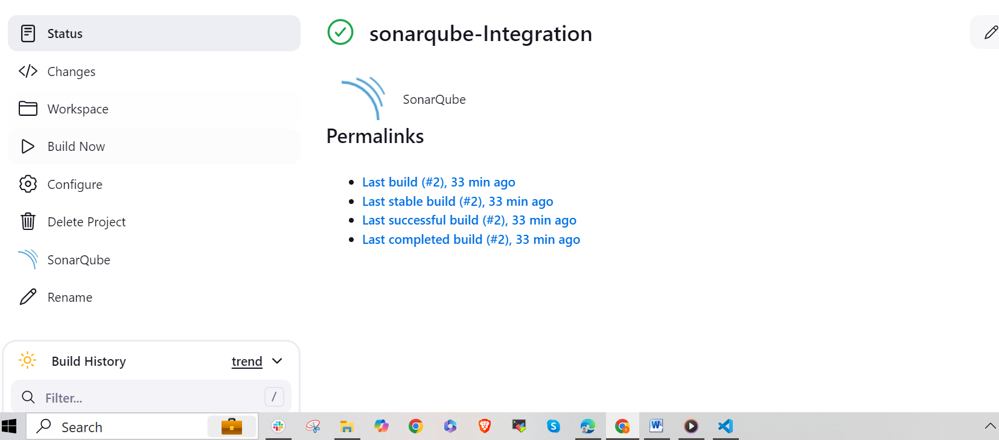 Status
Changes
Workspace
Build Now
Configure
Delete Project
SonarQube
Rename
Build History
trend
Filter...
/
sonarqube-Integration
SonarQube
Permalinks
Last build (#2), 33 min ago
Last stable build (#2), 33 min ago
Last successful build (#2), 33 min ago
Last completed build (#2), 33 min ago
Search